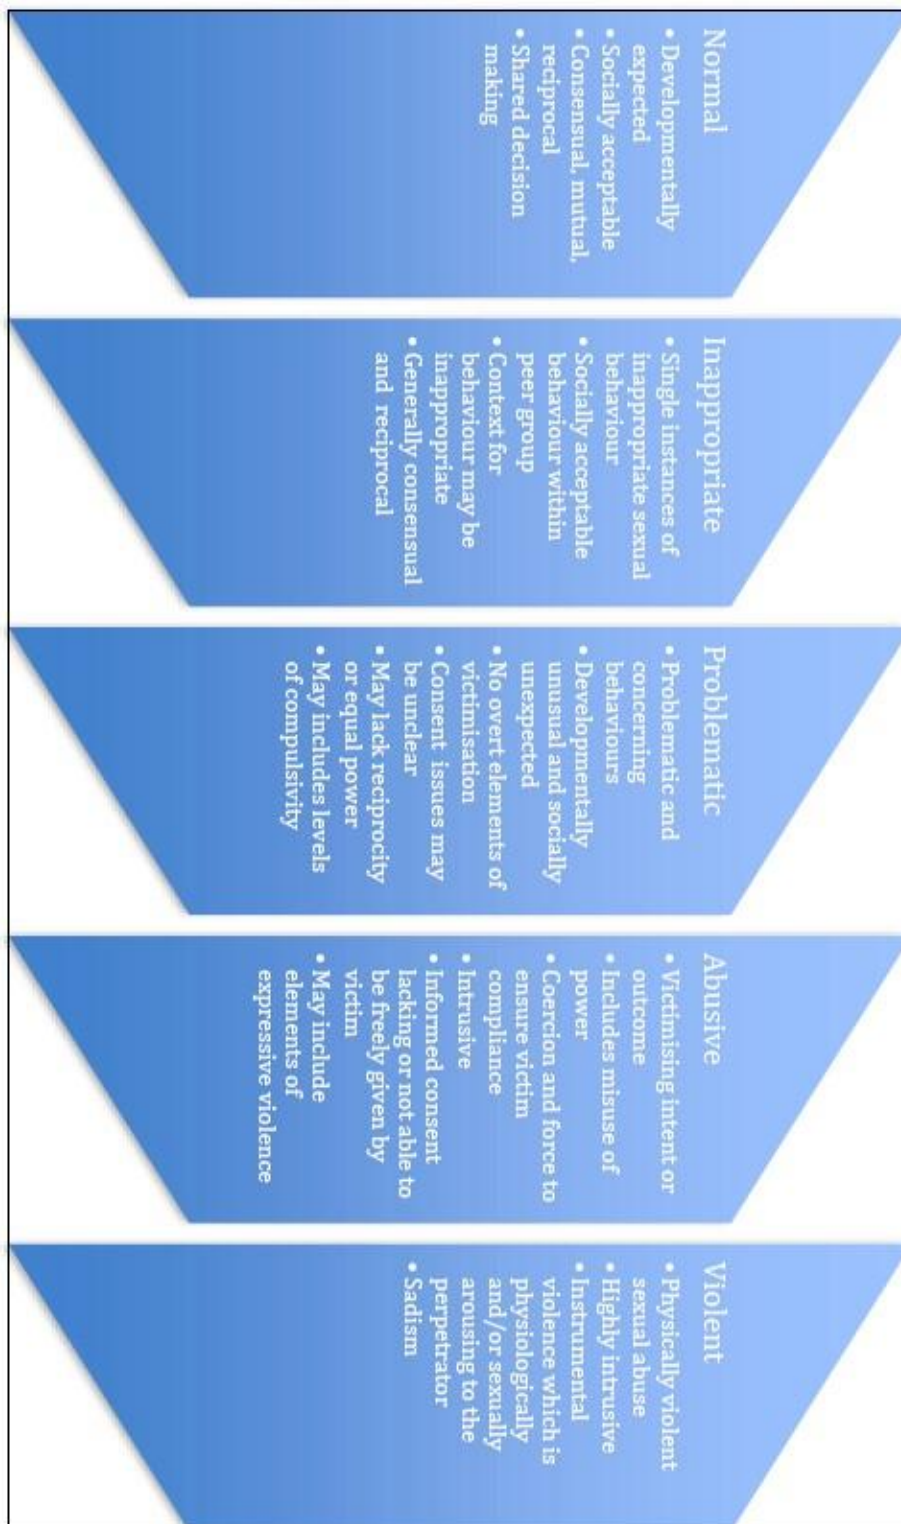 Normal
• Developmentally
expected
• Socially acceptable
• Consensual, mutual,
reciprocal
• Shared decision
making
Inappropriate
• Single instances of
inappropriate sexual
behaviour
• Socially acceptable
behaviour within
peer group
• Context for
behaviour may be
inappropriate
• Generally consensual
and reciprocal
Problematic
• Problematic and
concerning
behaviours
• Developmentally
unusual and socially
unexpected
• No overt elements of
victimisation
• Consent issues may
be unclear
• May lack reciprocity
or equal power
• May includes levels
of compulsivity
Abusive
• Victimising intent or
outcome
• Includes misuse of
power
• Coercion and force to
ensure victim
compliance
• Intrusive
• Informed consent
lacking or not able to
be freely given by
victim
• May include
elements of
expressive violence
Violent
• Physically violent
sexual abuse
• Highly intrusive
• Instrumental
violence which is
physiologically
and/or sexually
arousing to the
perpetrator
• Sadism